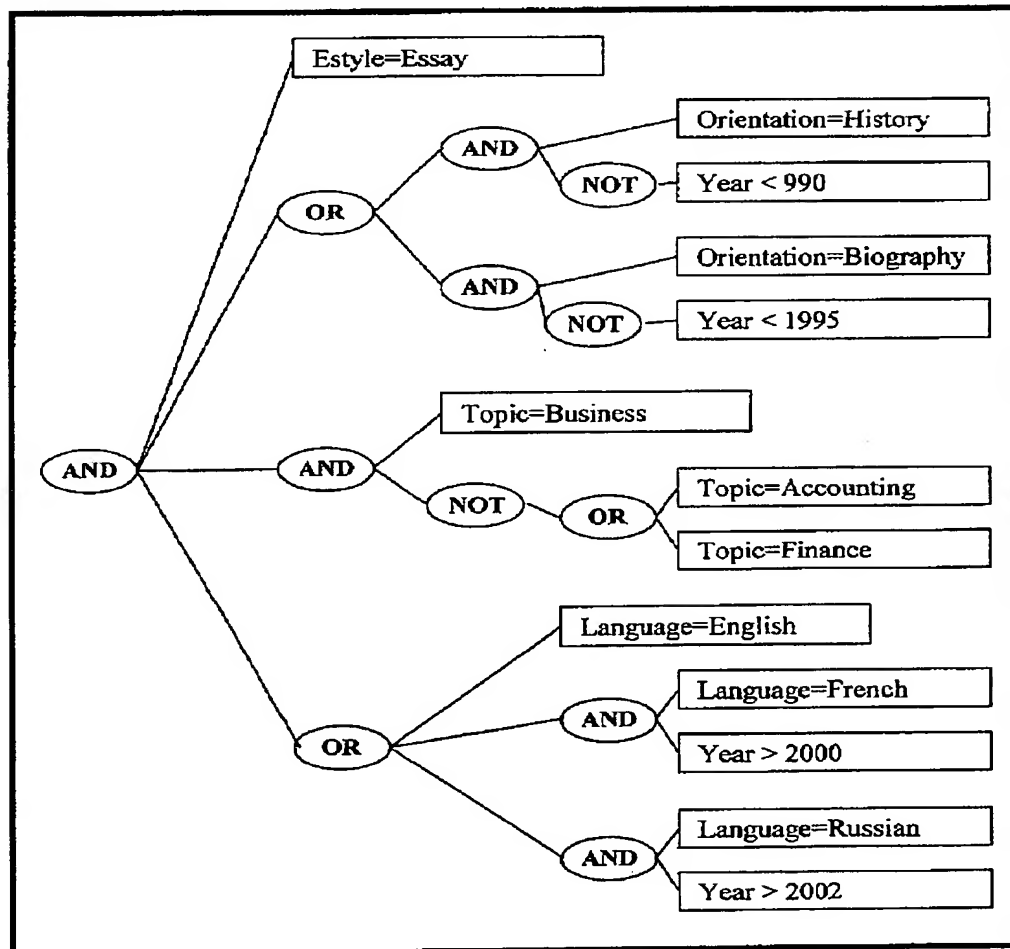 Estyle=Essay
Orientation=History
AND
NOT
Year < 990
OR
Orientation=Biography
AND
NOT
Year < 1995
Topic=Business
AND
AND
Topic=Accounting
NOT
OR
Topic=Finance
Language=English
Language=French
AND
OR
Year > 2000
Language=Russian
AND
Year > 2002